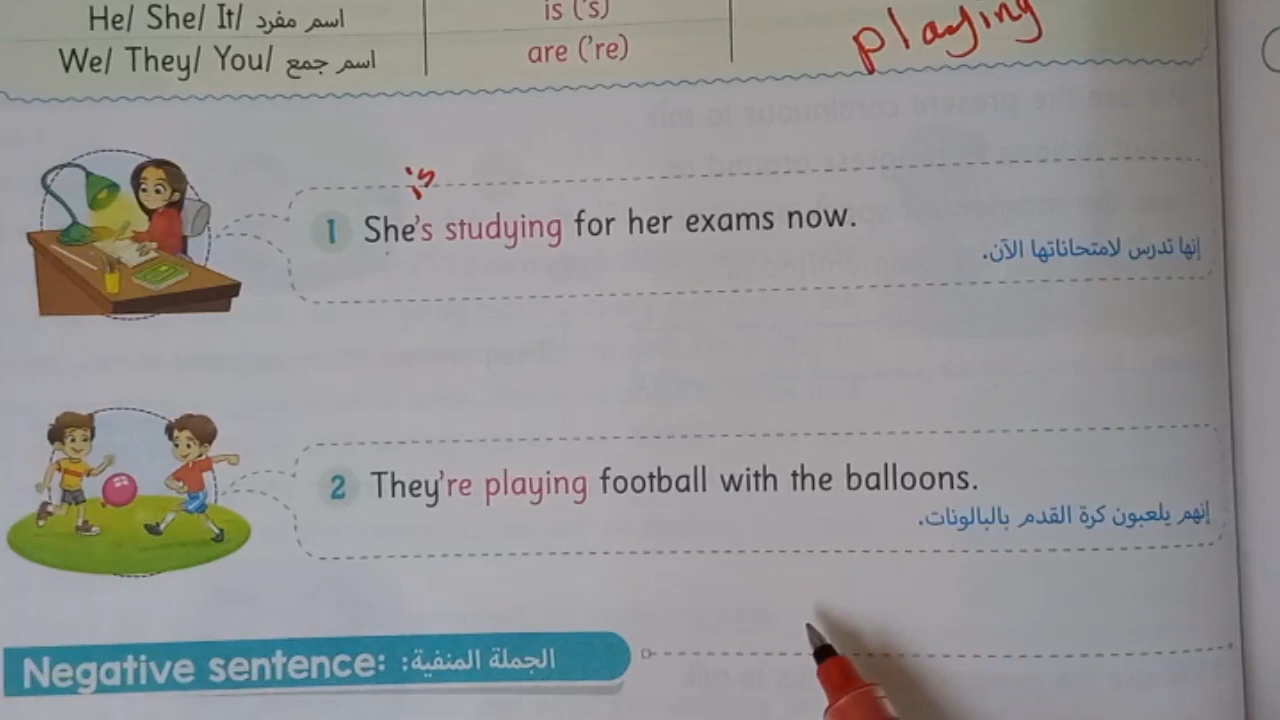 He/ She/ It/ اسم مفرد
is ('s)
playing
We/ They/ You/ اسم جمع
are ('re)
is
1 She's studying for her exams now.
إنها تدرس لامتحاناتها الآن.
2 They're playing football with the balloons.
إنهم يلعبون كرة القدم بالبالونات.
Negative sentence: الجملة المنفية: